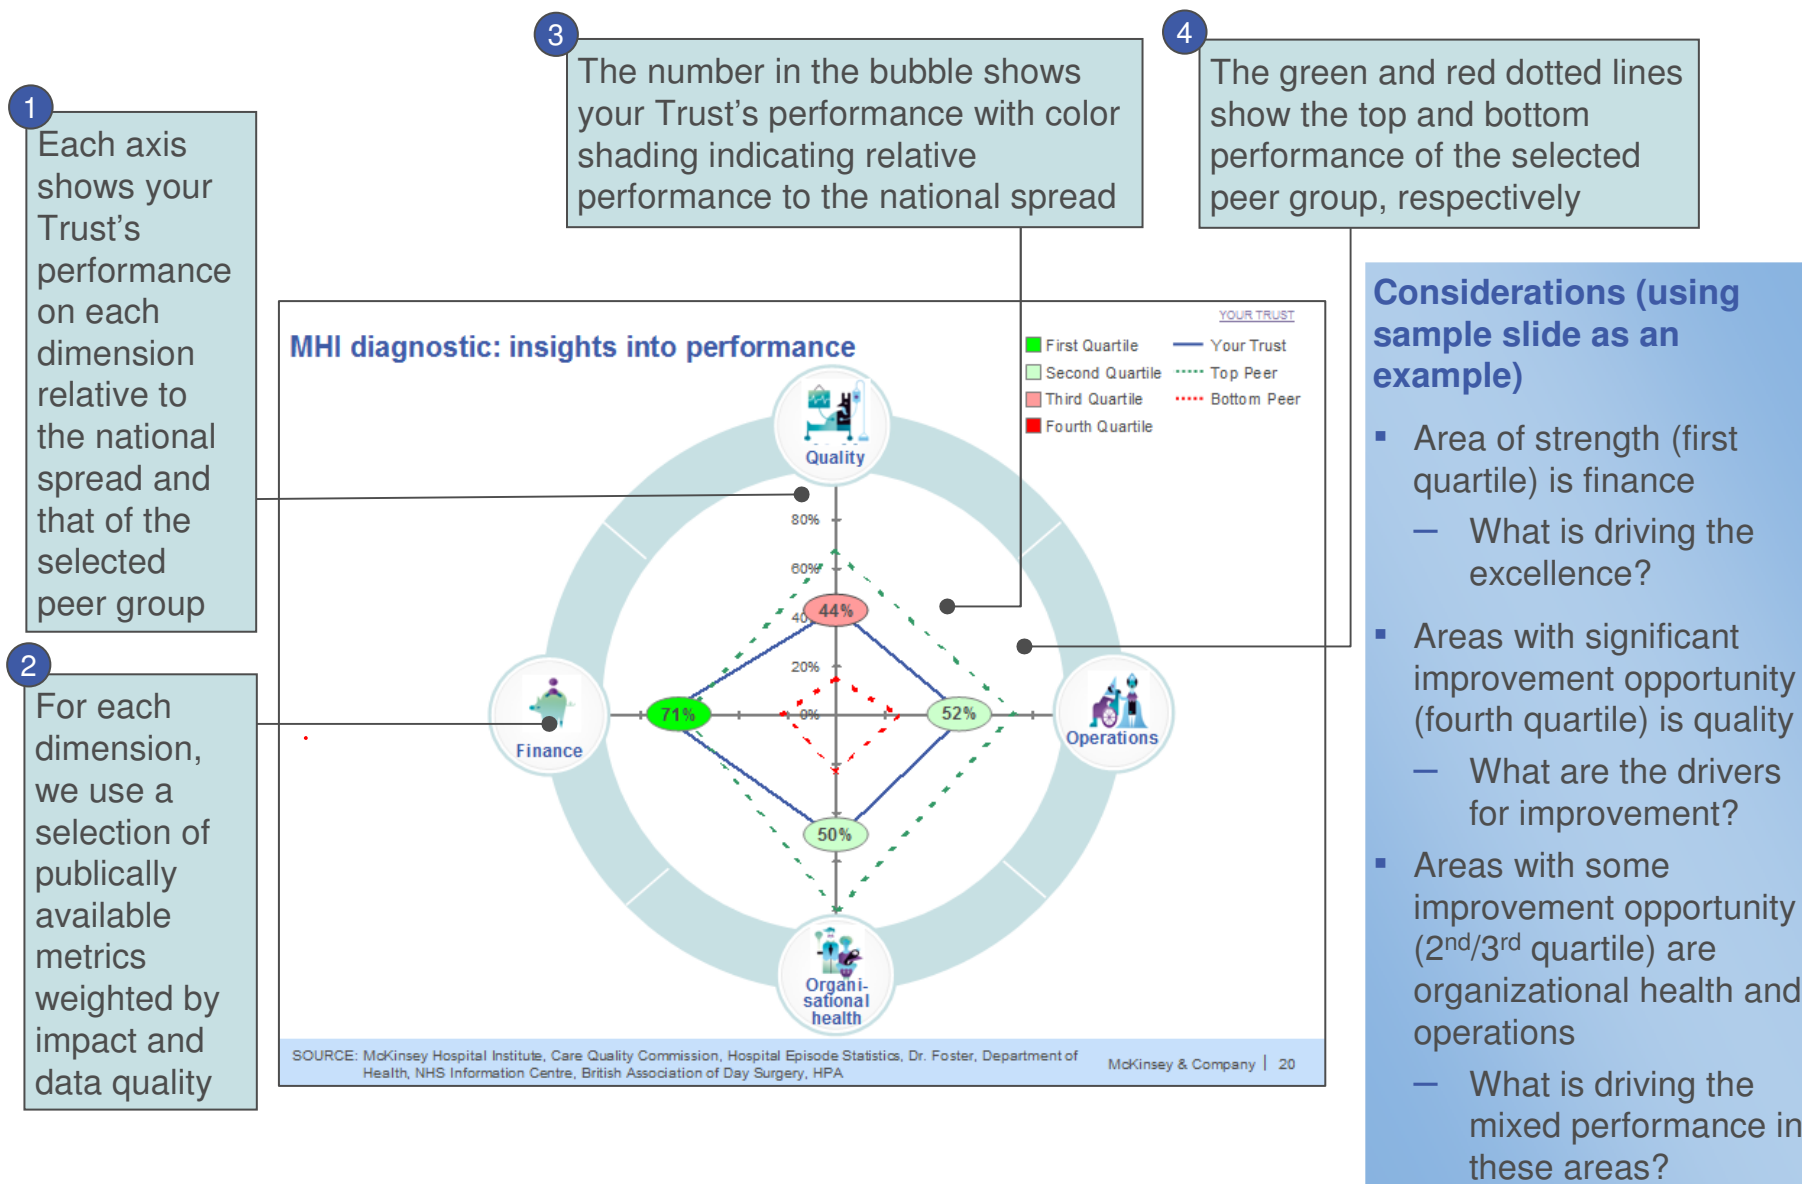 1
Each axis
shows your
Trust’s
performance
on each
dimension
relative to
the national
spread and
that of the
selected
peer group
2
For each
dimension,
we use a
selection of
publically
available
metrics
weighted by
impact and
data quality
3
The number in the bubble shows
your Trust’s performance with color
shading indicating relative
performance to the national spread
4
The green and red dotted lines
show the top and bottom
performance of the selected
peer group, respectively
YOUR TRUST
MHI diagnostic: insights into performance
First Quartile
Second Quartile
Third Quartile
Fourth Quartile
Your Trust
Top Peer
Bottom Peer
Quality
80%
60%
40
44%
20%
71%
0%
52%
Finance
Operations
50%
Organi-
sational
health
SOURCE: McKinsey Hospital Institute, Care Quality Commission, Hospital Episode Statistics, Dr. Foster, Department of
Health, NHS Information Centre, British Association of Day Surgery, HPA
McKinsey & Company | 20
Considerations (using
sample slide as an
example)
▪ Area of strength (first
quartile) is finance
– What is driving the
excellence?
▪ Areas with significant
improvement opportunity
(fourth quartile) is quality
– What are the drivers
for improvement?
▪ Areas with some
improvement opportunity
(2nd/3rd quartile) are
organizational health and
operations
– What is driving the
mixed performance in
these areas?